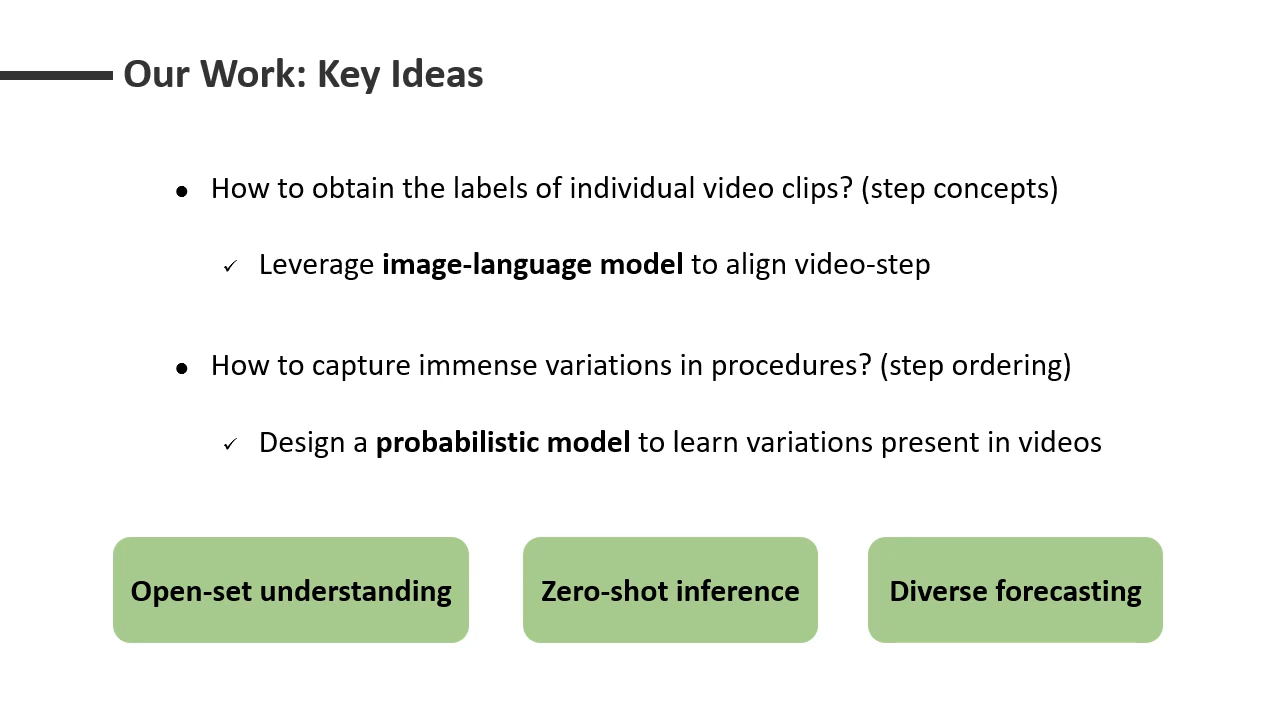 Our Work: Key Ideas
● How to obtain the labels of individual video clips? (step concepts)
✓ Leverage image-language model to align video-step
● How to capture immense variations in procedures? (step ordering)
✓ Design a probabilistic model to learn variations present in videos
Open-set understanding
Zero-shot inference
Diverse forecasting